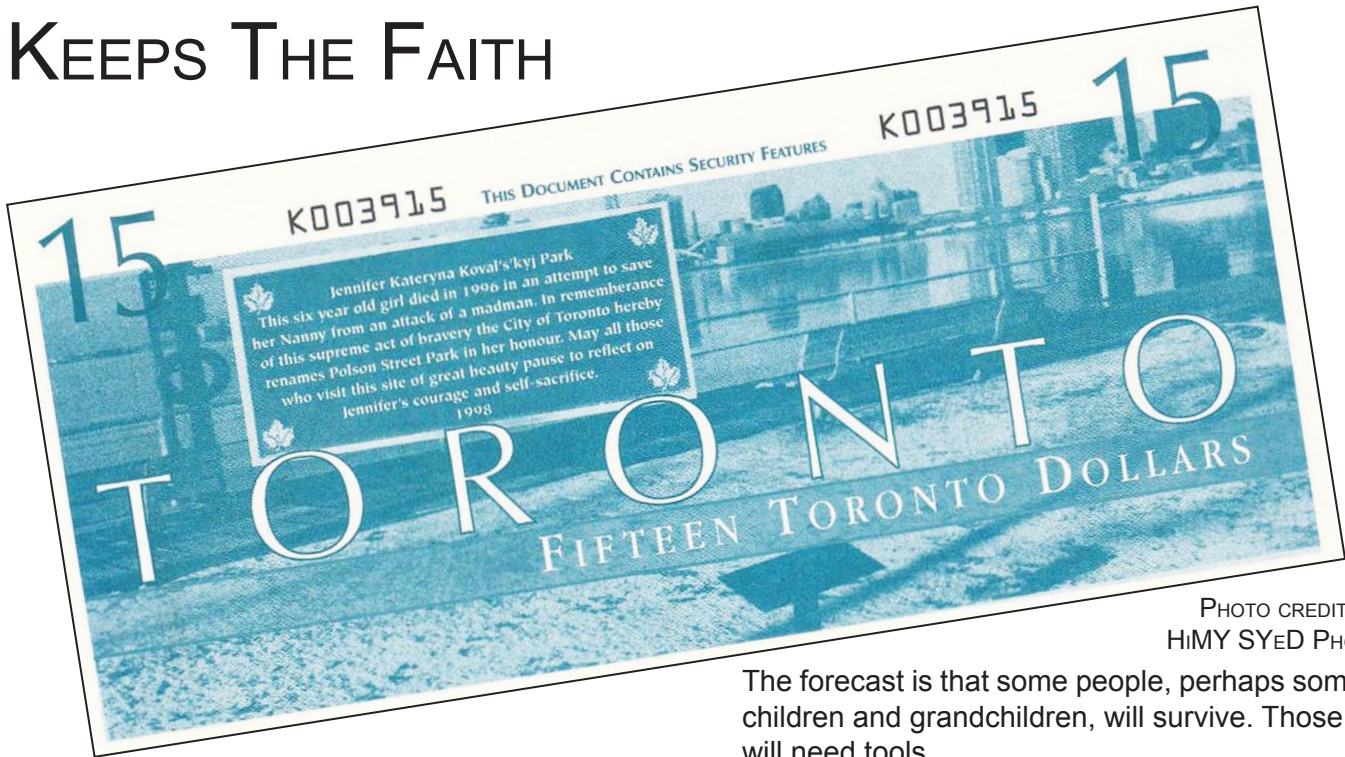 KEEPS THE FAITH
15 K003915 THIS DOCUMENT CONTAINS SECURITY FEATURES K003915 15
Jennifer Kateryna Koval's'kyj Park
This six year old girl died in 1996 in an attempt to save
her Nanny from an attack of a madman. In rememberance
of this supreme act of bravery the City of Toronto hereby
renames Polson Street Park in her honour. May all those
who visit this site of great beauty pause to reflect on
Jennifer's courage and self-sacrifice.
1998
TORONTO
FIFTEEN TORONTO DOLLARS
PHOTO CREDIT
HIMY SYED
The forecast is that some people, perhaps
children and grandchildren, will survive. Those
will need tools